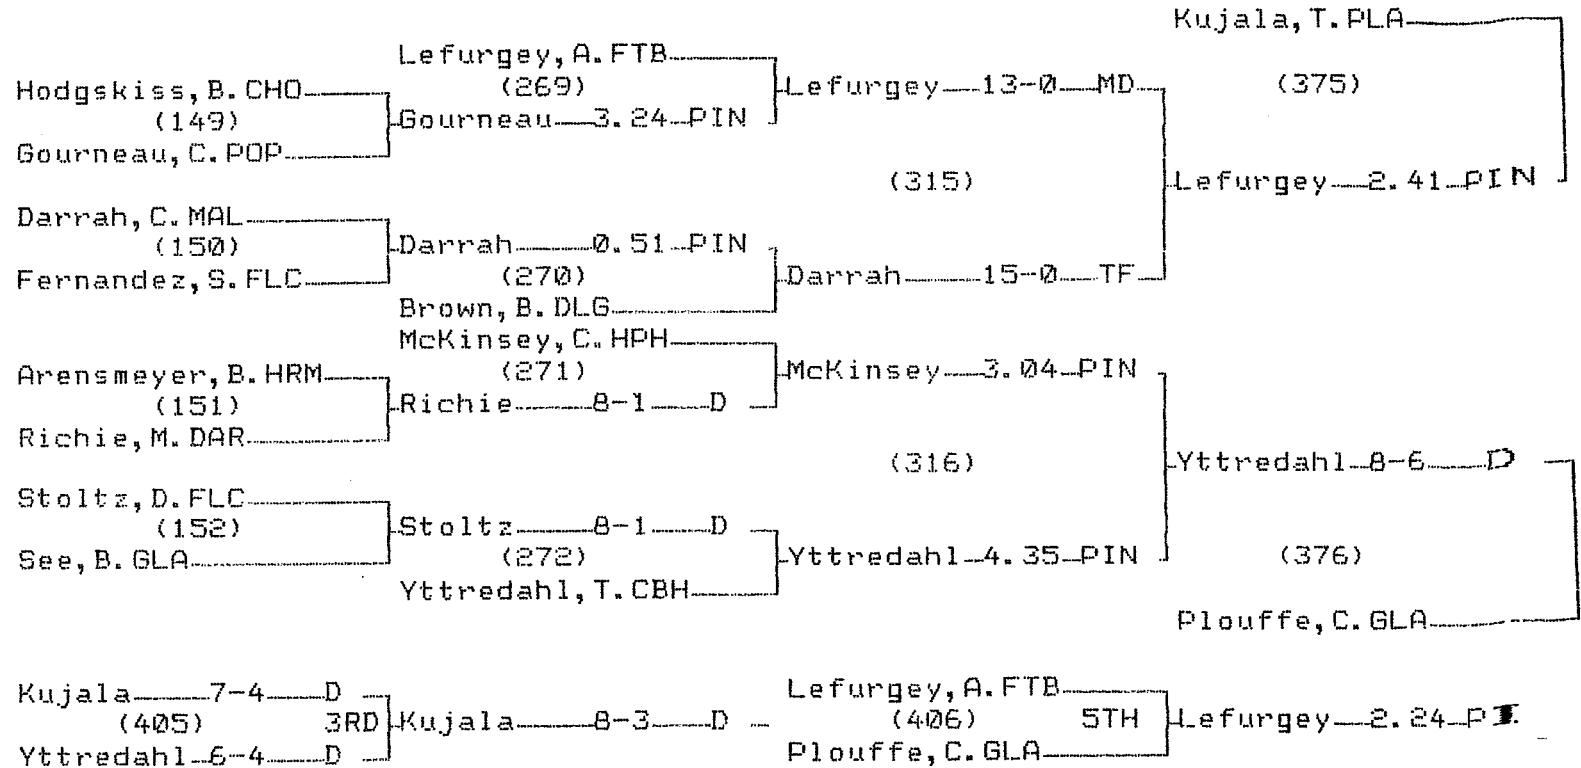 Kujala, T. PLA
Lefurgey, A. FTB
Hodgskiss, B. CHO (269) Lefurgey 13-0 MD (375)
(149) Gourneau 3.24 PIN
Gourneau, C. POP
(315) Lefurgey 2.41 PIN
Darrah, C. MAL
(150) Darrah 0.51 PIN
Fernandez, S. FLC (270) Darrah 15-0 TF
Brown, B. DLG
McKinsey, C. HPH
Arensmeyer, B. HRM (271) McKinsey 3.04 PIN
(151) Richie 8-1 D
Richie, M. DAR
(316) Yttredahl 8-6 D
Stoltz, D. FLC
(152) Stoltz 8-1 D
See, B. GLA (272) Yttredahl 4.35 PIN (376)
Yttredahl, T. CBH
Plouffe, C. GLA
Kujala 7-4 D Lefurgey, A. FTB
(405) 3RD Kujala 8-3 D (406) 5TH Lefurgey 2.24 PI
Yttredahl 6-4 D Plouffe, C. GLA